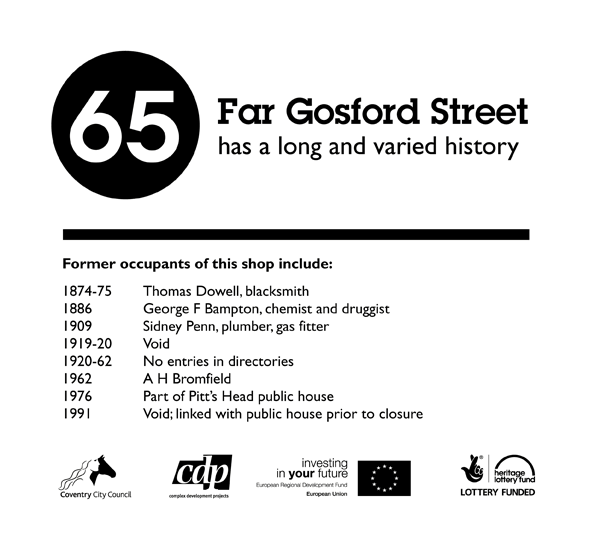 65
Far Gosford Street
has a long and varied history
Former occupants of this shop include:
1874-75 Thomas Dowell, blacksmith
1886 George F Bampton, chemist and druggist
1909 Sidney Penn, plumber, gas fitter
1919-20 Void
1920-62 No entries in directories
1962 A H Bromfield
1976 Part of Pitt's Head public house
1991 Void; linked with public house prior to closure
Coventry City Council
cdp
complex development projects
investing
in your future
European Regional Development Fund
European Union
heritage
lottery fund
LOTTERY FUNDED